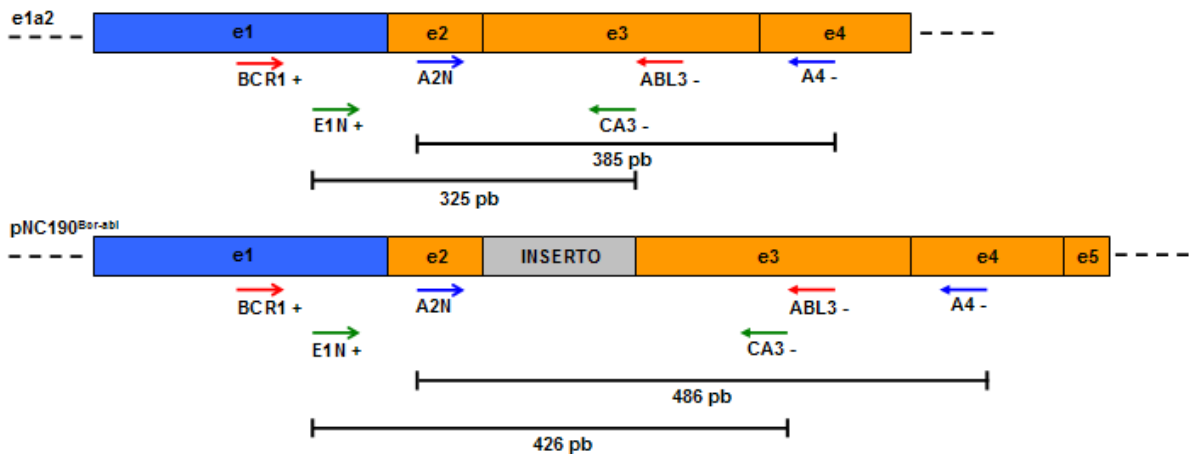 e1a2
e1 e2 e3 e4
BCR1 + A2N ABL3 - A4 -
E1N + CA3 -
385 pb
325 pb
pNC190Bcr-abl
e1 e2 INSERTO e3 e4 e5
BCR1 + A2N ABL3 - A4 -
E1N + CA3 -
486 pb
426 pb